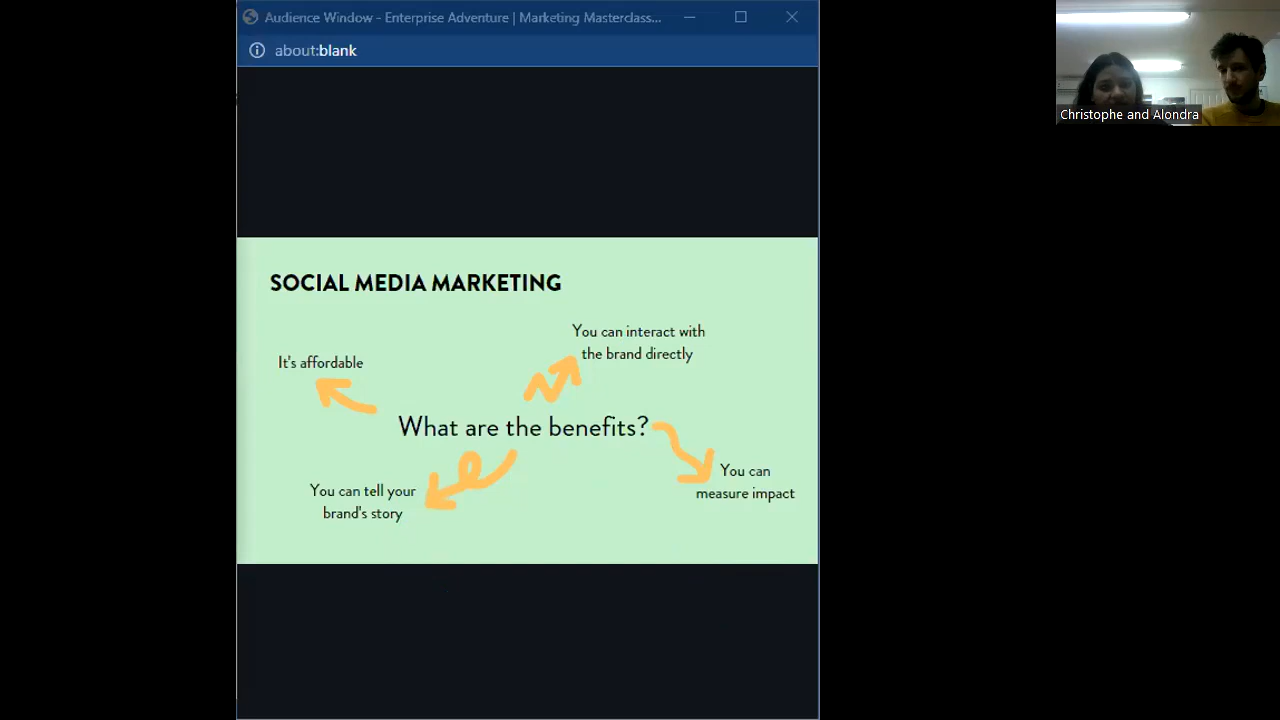 Audience Window - Enterprise Adventure | Marketing Masterclass...
about:blank
Christophe and Alondra
SOCIAL MEDIA MARKETING
You can interact with
the brand directly
It's affordable
What are the benefits?
You can
measure impact
You can tell your
brand's story